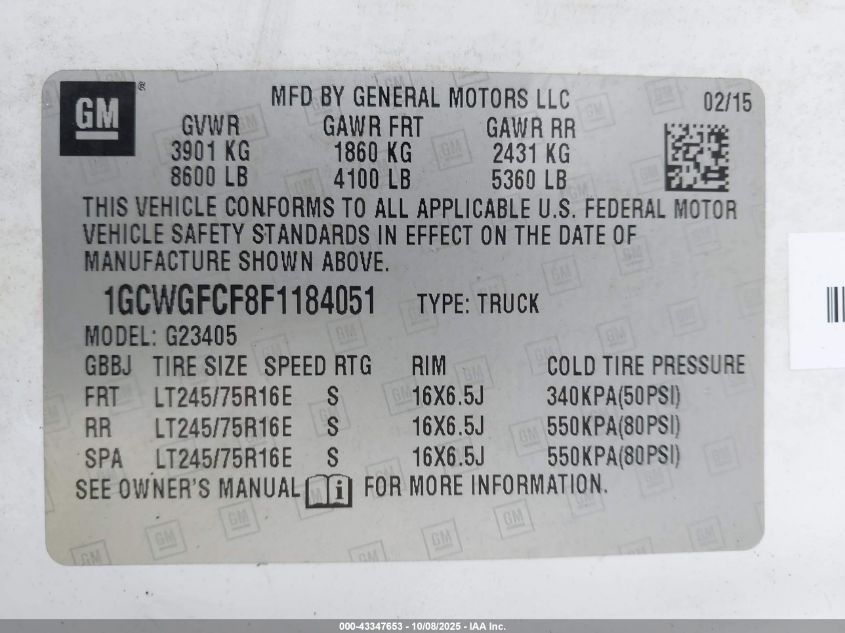 GM ®
MFD BY GENERAL MOTORS LLC 02/15
GVWR GAWR FRT GAWR RR
3901 KG 1860 KG 2431 KG
8600 LB 4100 LB 5360 LB
THIS VEHICLE CONFORMS TO ALL APPLICABLE U.S. FEDERAL MOTOR
VEHICLE SAFETY STANDARDS IN EFFECT ON THE DATE OF
MANUFACTURE SHOWN ABOVE.
1GCWGFCF8F1184051 TYPE: TRUCK
MODEL: G23405
GBBJ TIRE SIZE SPEED RTG RIM COLD TIRE PRESSURE
FRT LT245/75R16E S 16X6.5J 340KPA(50PSI)
RR LT245/75R16E S 16X6.5J 550KPA(80PSI)
SPA LT245/75R16E S 16X6.5J 550KPA(80PSI)
SEE OWNER'S MANUAL i FOR MORE INFORMATION.
000-43347653 - 10/08/2025 - IAA Inc.